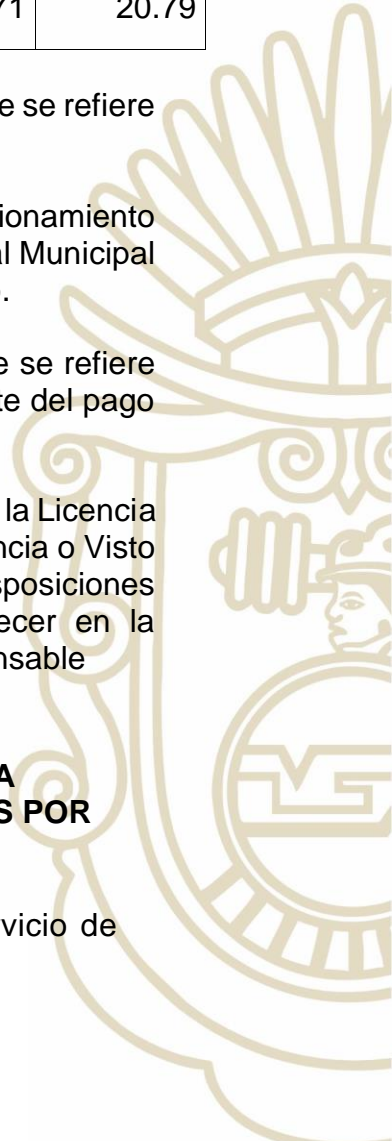 71 20.79
e se refiere
ionamiento
al Municipal
.
e se refiere
te del pago
la Licencia
ncia o Visto
sposiciones
ecer en la
nsable
A
S POR
vicio de